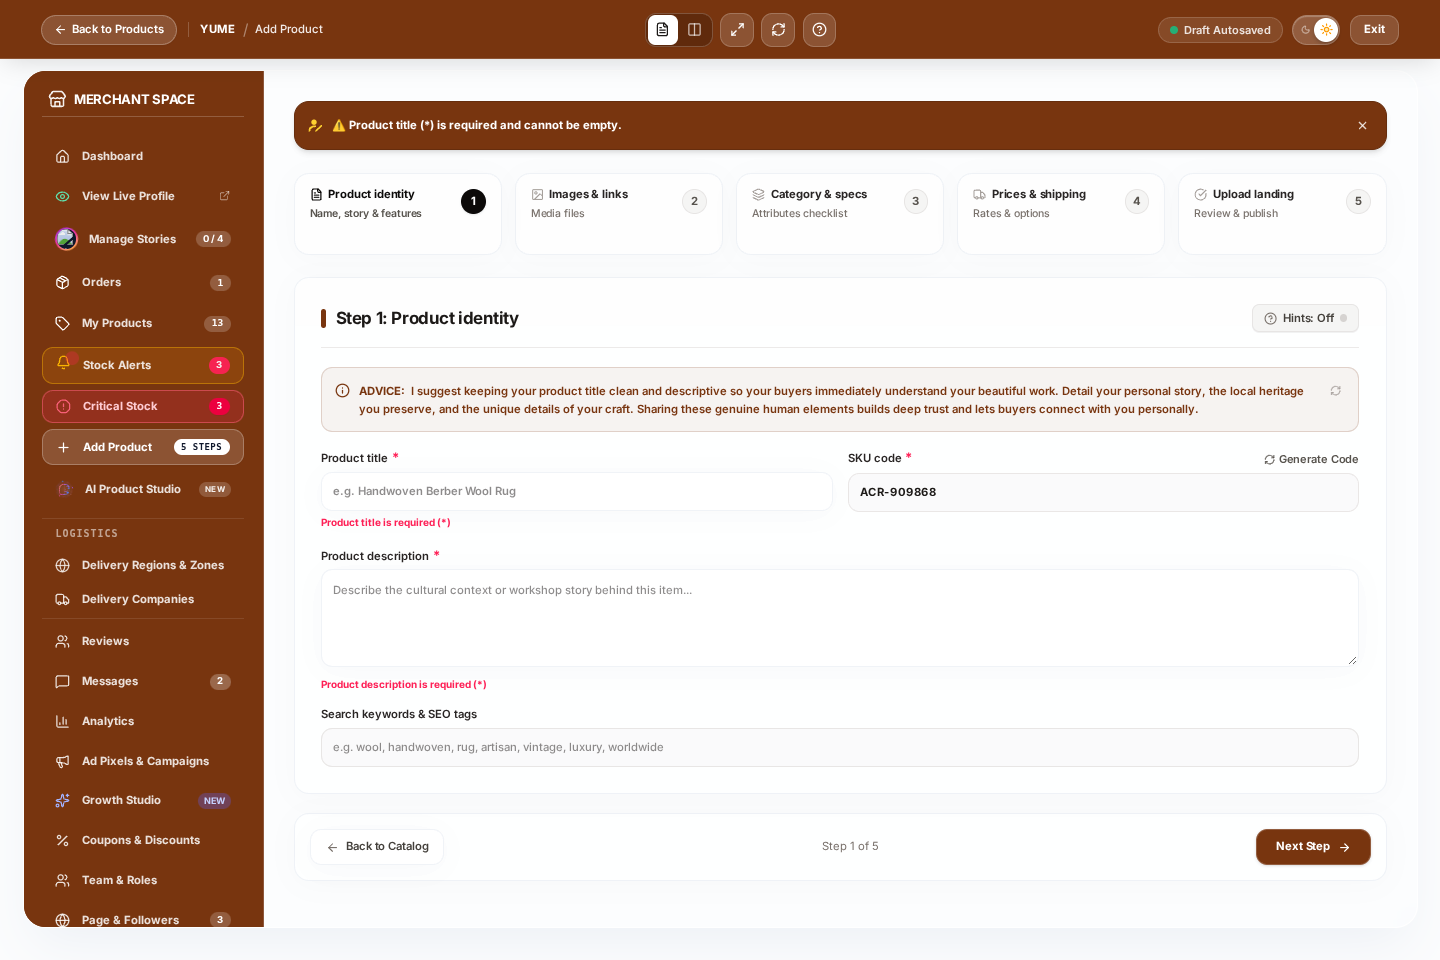 Back to Products
YUME / Add Product
Draft Autosaved
Exit
MERCHANT SPACE
Dashboard
View Live Profile
Manage Stories 0 / 4
Orders 1
My Products 13
Stock Alerts 3
Critical Stock 3
Add Product 5 STEPS
AI Product Studio NEW
LOGISTICS
Delivery Regions & Zones
Delivery Companies
Reviews
Messages 2
Analytics
Ad Pixels & Campaigns
Growth Studio NEW
Coupons & Discounts
Team & Roles
Page & Followers 3
⚠️ Product title (*) is required and cannot be empty.
Product identity 1
Name, story & features
Images & links 2
Media files
Category & specs 3
Attributes checklist
Prices & shipping 4
Rates & options
Upload landing 5
Review & publish
Step 1: Product identity
Hints: Off
ADVICE: I suggest keeping your product title clean and descriptive so your buyers immediately understand your beautiful work. Detail your personal story, the local heritage
you preserve, and the unique details of your craft. Sharing these genuine human elements builds deep trust and lets buyers connect with you personally.
Product title *
e.g. Handwoven Berber Wool Rug
Product title is required (*)
SKU code *
Generate Code
ACR-909868
Product description *
Describe the cultural context or workshop story behind this item...
Product description is required (*)
Search keywords & SEO tags
e.g. wool, handwoven, rug, artisan, vintage, luxury, worldwide
Back to Catalog
Step 1 of 5
Next Step